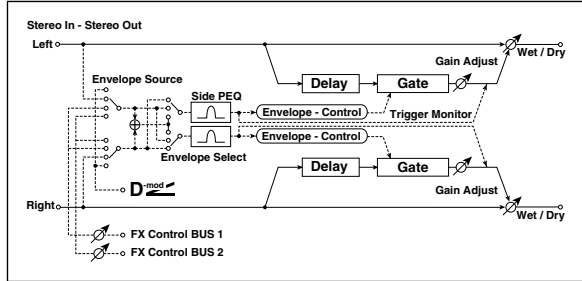 Stereo In - Stereo Out
Left
Wet / Dry
Gain Adjust
Envelope Source
Side PEQ
Delay
Gate
Envelope - Control
Trigger Monitor
Envelope - Control
Envelope Select
D-mod
Delay
Gate
Gain Adjust
Right
Wet / Dry
FX Control BUS 1
FX Control BUS 2